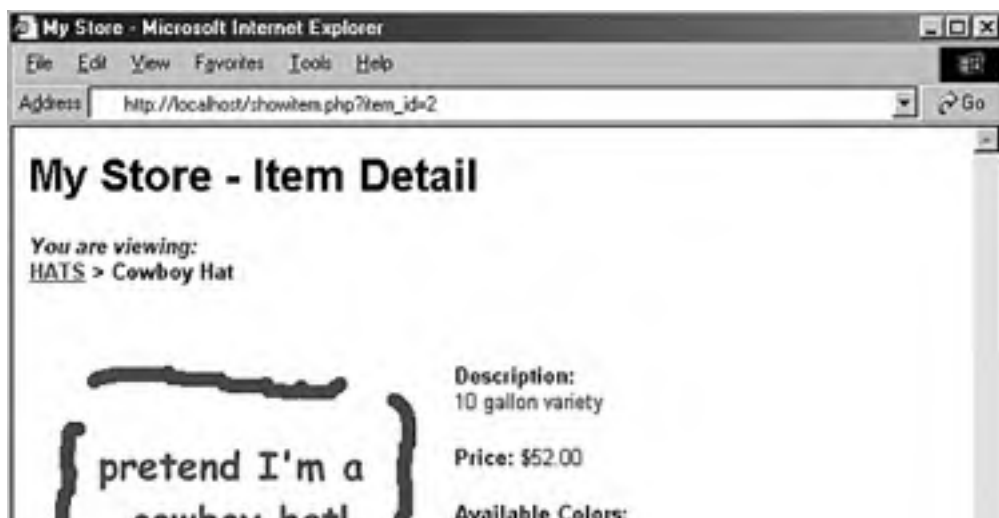 My Store - Microsoft Internet Explorer
File Edit View Favorites Tools Help
Address http://localhost/showitem.php?item_id=2 Go
My Store - Item Detail
You are viewing:
HATS > Cowboy Hat
Description:
10 gallon variety
pretend I'm a
Price: $52.00
cowboy hat!
Available Colors: